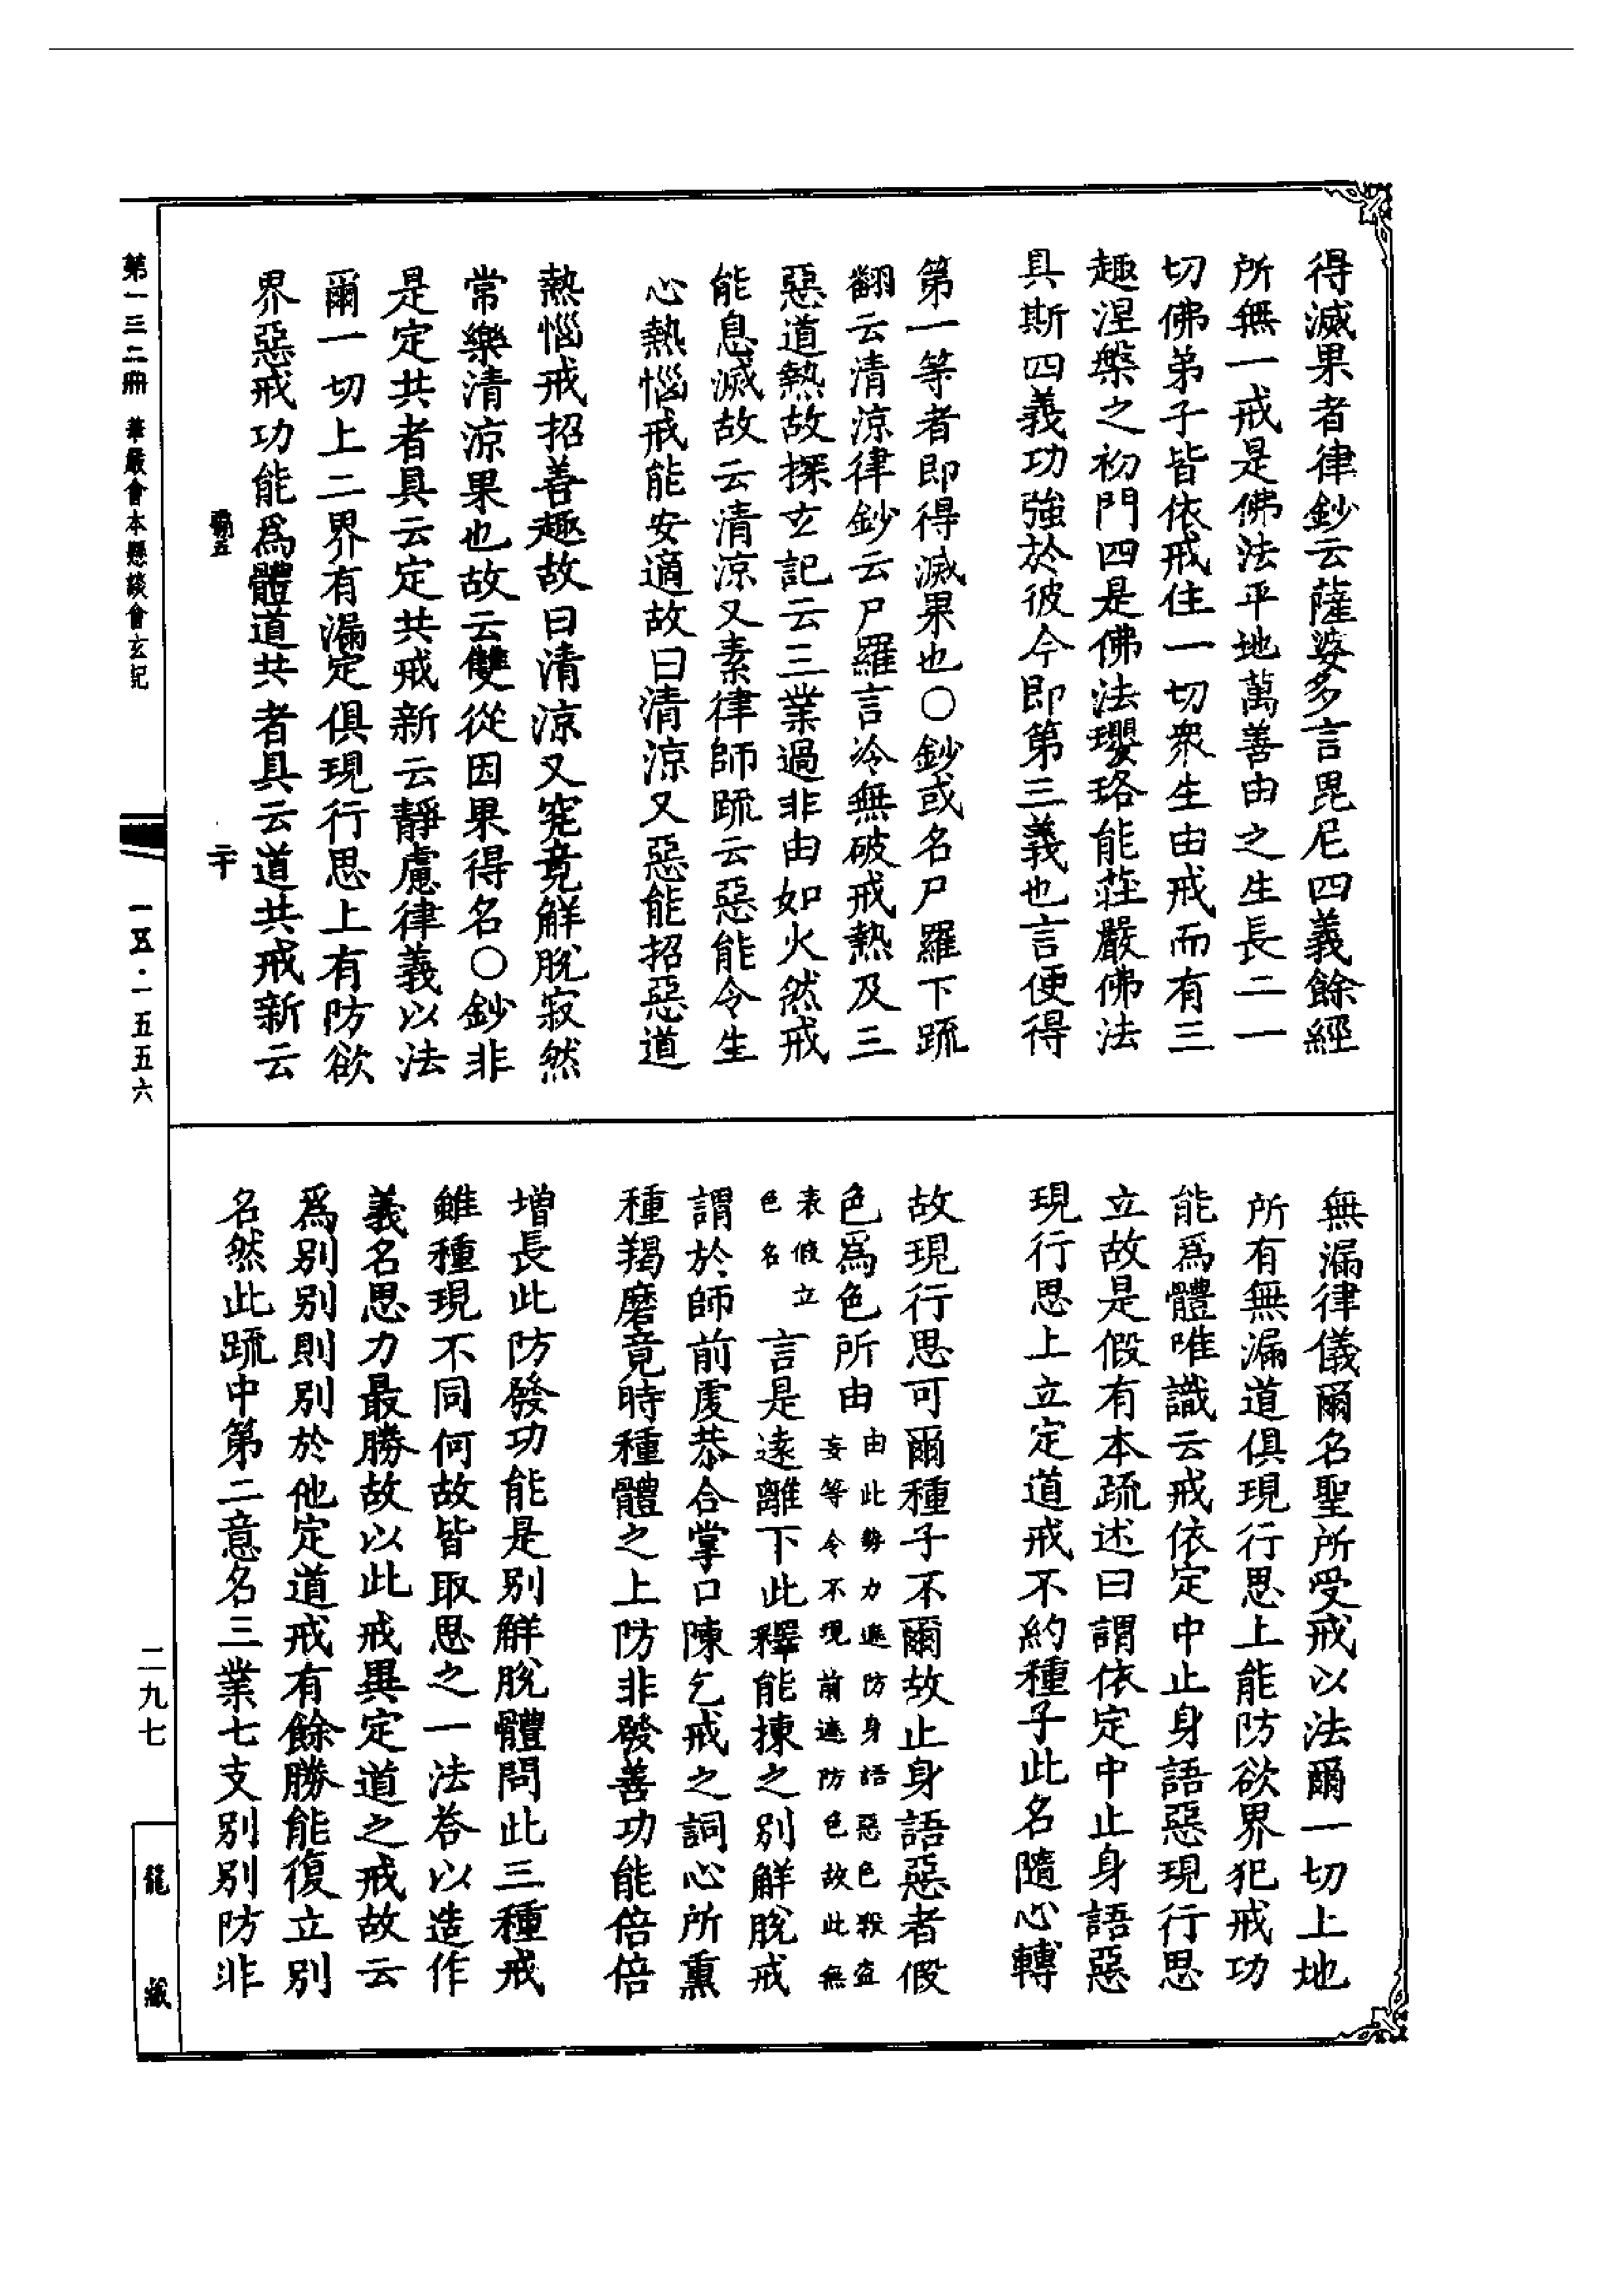 得滅果者律鈔云薩婆多言毘尼四義餘經
所無一戒是佛法平地萬善由之生長二一
切佛弟子皆依戒住一切衆生由戒而有三
趣涅槃之初門四是佛法瓔珞能莊嚴佛法
具斯四義功強於彼今即第三義也言便得
第一等者即得滅果也〇鈔或名尸羅下疏
翻云清涼律鈔云尸羅言冷無破戒熱及三
惡道熱故探玄記云三業過非由如火然戒
能息滅故云清涼又素律師疏云惡能令生
心熱惱戒能安適故曰清涼又惡能招惡道
熱惱戒招善趣故曰清涼又究竟解脫寂然
常樂清涼果也故云雙從因果得名〇鈔非
是定共者具云定共戒新云靜慮律義以法
爾一切上二界有漏定俱現行思上有防欲
界惡戒功能爲體道共者具云道共戒新云
二十
無漏律儀爾名聖所受戒以法爾一切上地
所有無漏道俱現行思上能防欲界犯戒功
能爲體唯識云戒依定中止身語惡現行思
立故是假有本疏述曰謂依定中止身語惡
現行思上立定道戒不約種子此名隨心轉
故現行思可爾種子不爾故止身語惡者假
色爲色所由由此勢力遮防身語惡色殺盜
妄等令不現前遮防色故此無
表假立
色名言是遠離下此釋能揀之別解脫戒
謂於師前虔恭合掌口陳乞戒之詞心所熏
種羯磨竟時種體之上防非發善功能倍倍
增長此防發功能是別解脫體問此三種戒
雖種現不同何故皆取思之一法答以造作
義名思力最勝故以此戒異定道之戒故云
爲別別則別於他定道戒有餘勝能復立別
名然此疏中第二意名三業七支別別防非
第一三二冊 華嚴會本懸談會玄記
一五·一五五六
二九七
龍藏